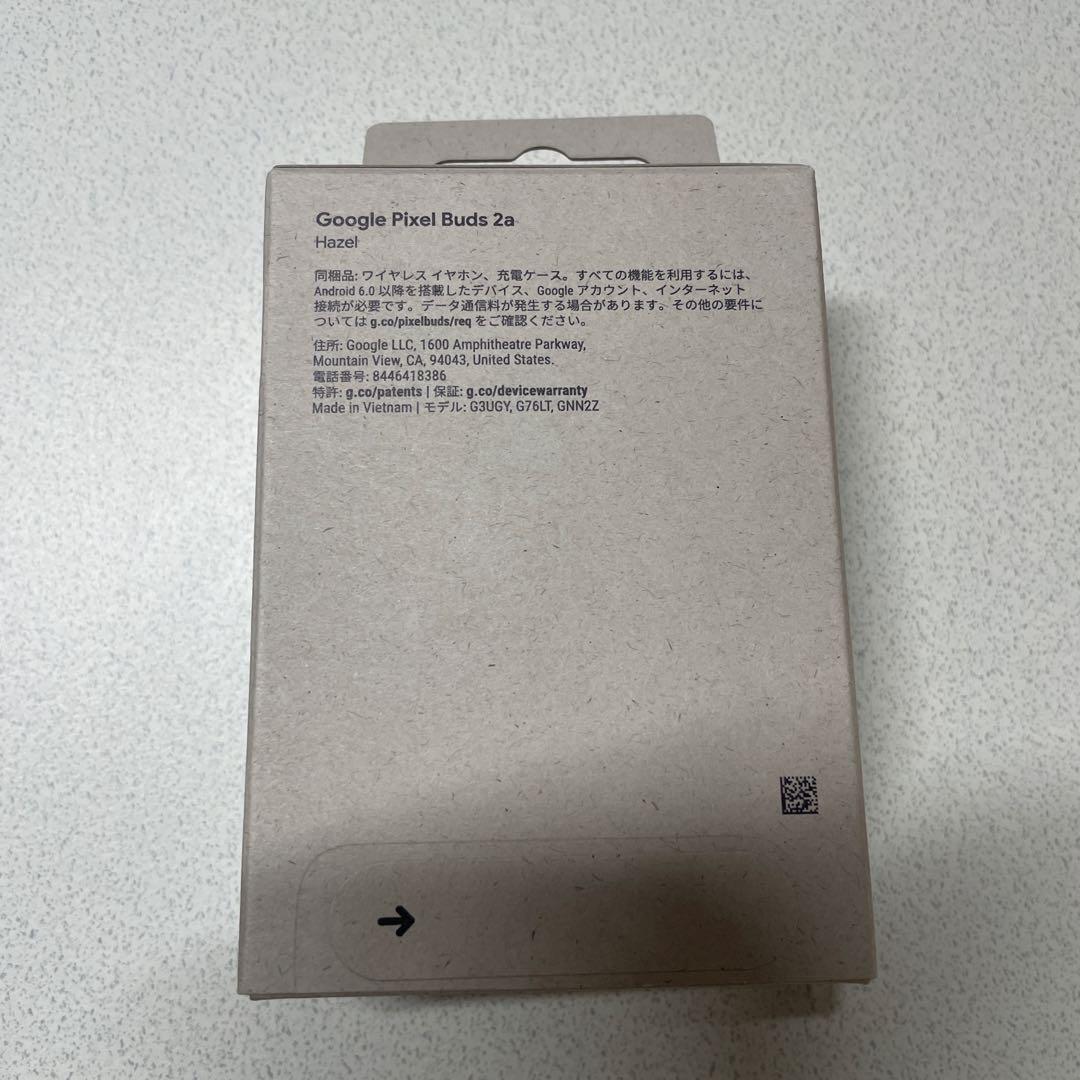 Google Pixel Buds 2a
Hazel
同梱品: ワイヤレス イヤホン、充電ケース。すべての機能を利用するには、
Android 6.0 以降を搭載したデバイス、Google アカウント、インターネット
接続が必要です。データ通信料が発生する場合があります。その他の要件に
ついては g.co/pixelbuds/req をご確認ください。
住所: Google LLC, 1600 Amphitheatre Parkway,
Mountain View, CA, 94043, United States.
電話番号: 8446418386
特許: g.co/patents | 保証: g.co/devicewarranty
Made in Vietnam | モデル: G3UGY, G76LT, GNN2Z